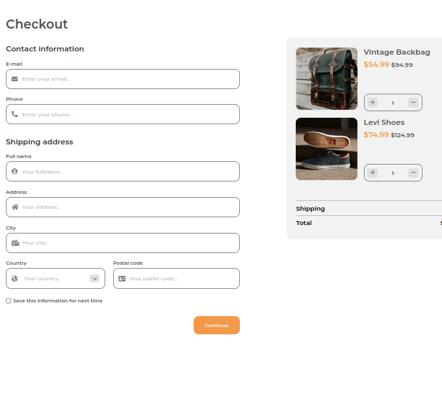 Checkout
Contact information
E-mail
Enter your email...
Phone
Enter your phone...
Shipping address
Full name
Your fullname...
Address
Your address..
City
Your city..
Country
Your country..
Postal code
Your postal code...
Save this information for next time
Continue
Vintage Backbag
$54.99 $94.99
+ 1 −
Levi Shoes
$74.99 $124.99
+ 1 −
Shipping
Total